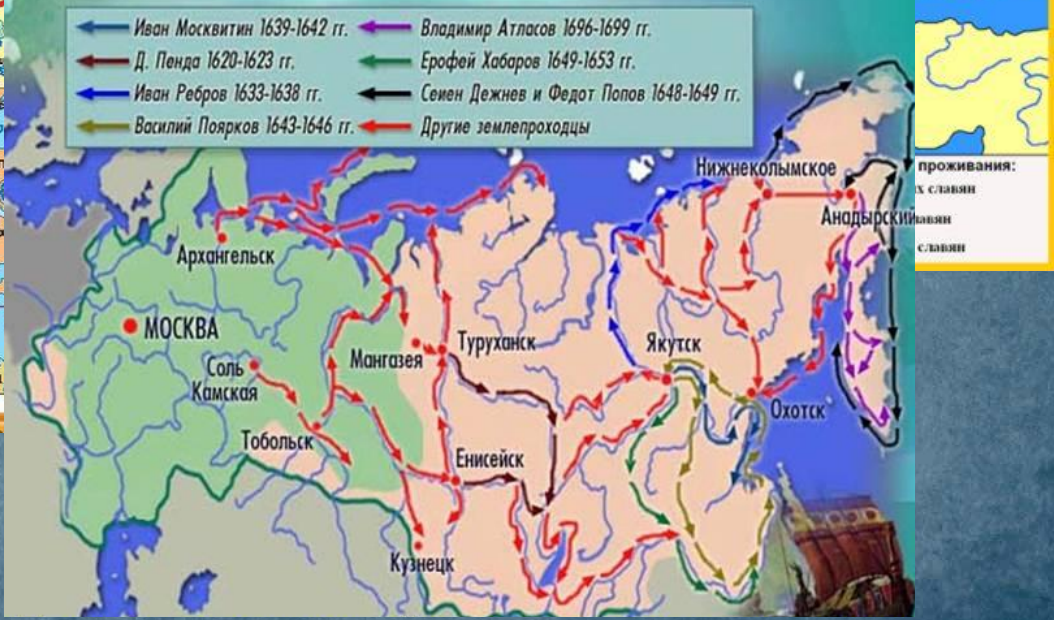 Иван Москвитин 1639-1642 гг.
Д. Пенда 1620-1623 гг.
Иван Ребров 1633-1638 гг.
Василий Поярков 1643-1646 гг.
Владимир Атласов 1696-1699 гг.
Ерофей Хабаров 1649-1653 гг.
Сеиен Дежнев и Федот Попов 1648-1649 гг.
Другие землепроходцы
Нижнеколымское
Анадырский
Архангельск
МОСКВА
Соль
Камская
Тобольск
Мангазея
Туруханск
Якутск
Охотск
Енисейск
Кузнецк
проживания:
славян
славян